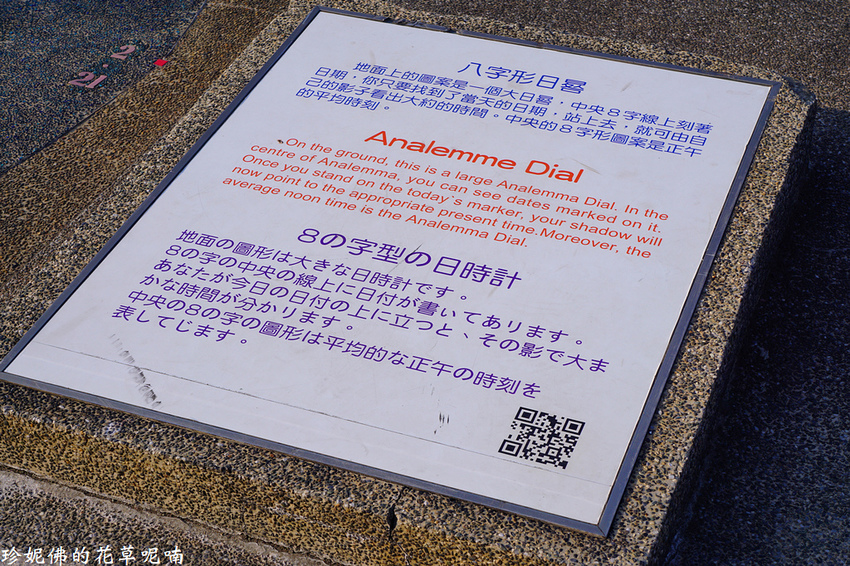 2
21
八字形日晷
地面上的圖案是一個大日晷，中央８字線上刻著
日期，你只要找到了當天的日期，站上去，就可由自
己的影子看出大約的時間。中央的８字形圖案是正午
的平均時刻。
Analemme Dial
On the ground, this is a large Analemma Dial. In the
centre of Analemma, you can see dates marked on it.
Once you stand on the today`s marker, your shadow will
now point to the appropriate present time.Moreover, the
average noon time is the Analemma Dial.
８の字型の日時計
地面の圖形は大きな日時計です。
８の字の中央の線上に日付が書いてあります。
あなたが今日の日付の上に立つと、その影で大ま
かな時間が分かります。
中央の８の字の圖形は平均的な正午の時刻を
表してじます。
珍妮佛的花草呢喃